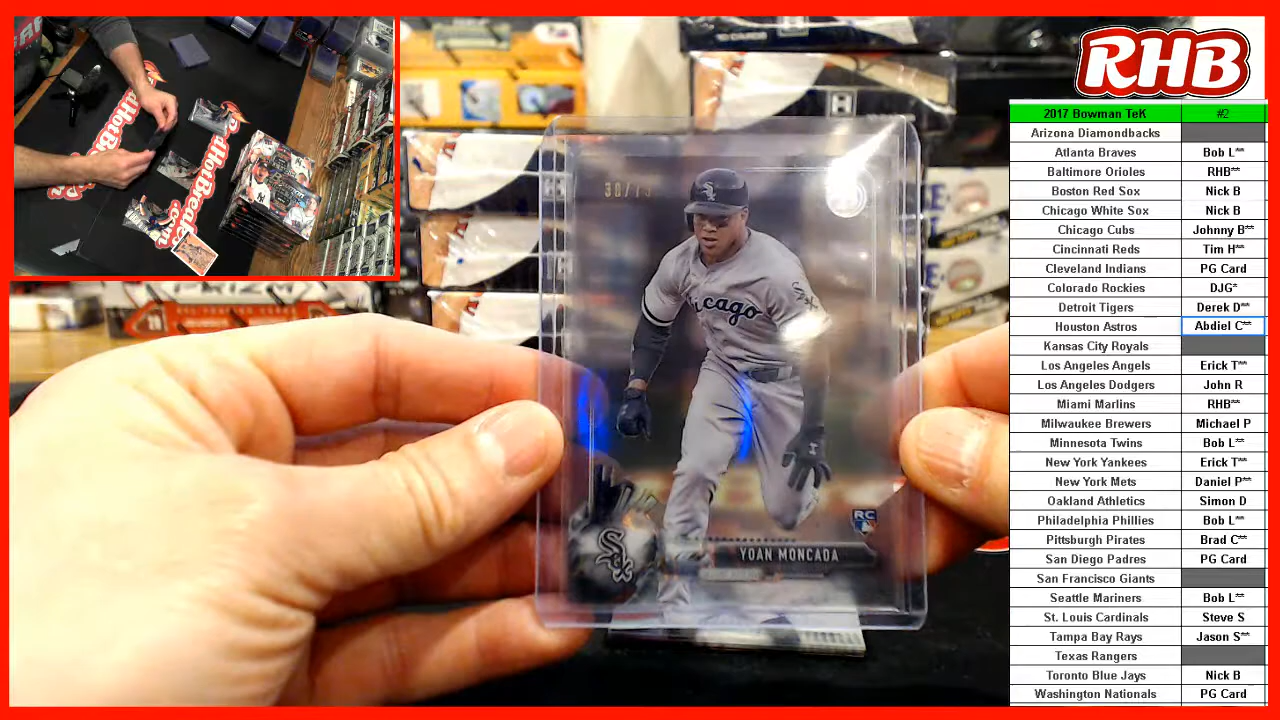 RHB
2017 Bowman TeK #2
Arizona Diamondbacks
Atlanta Braves Bob L**
Baltimore Orioles RHB**
Boston Red Sox Nick B
Chicago White Sox Nick B
Chicago Cubs Johnny B**
Cincinnati Reds Tim H**
Cleveland Indians PG Card
Colorado Rockies DJG*
Detroit Tigers Derek D**
Houston Astros Abdiel C**
Kansas City Royals
Los Angeles Angels Erick T**
Los Angeles Dodgers John R
Miami Marlins RHB**
Milwaukee Brewers Michael P
Minnesota Twins Bob L**
New York Yankees Erick T**
New York Mets Daniel P**
Oakland Athletics Simon D
Philadelphia Phillies Bob L**
Pittsburgh Pirates Brad C**
San Diego Padres PG Card
San Francisco Giants
Seattle Mariners Bob L**
St. Louis Cardinals Steve S
Tampa Bay Rays Jason S**
Texas Rangers
Toronto Blue Jays Nick B
Washington Nationals PG Card
Chicago
Sox
RC
YOAN MONCADA
PRIZM